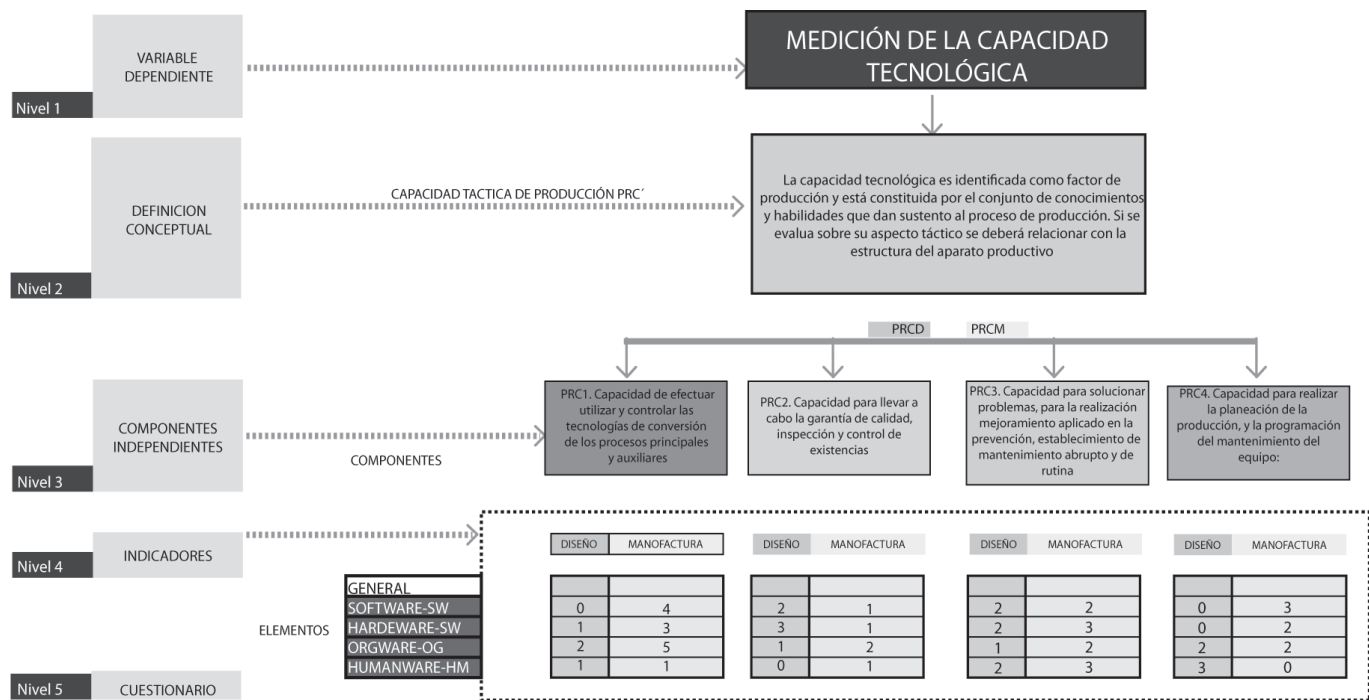 VARIABLE
DEPENDIENTE
Nivel 1
MEDICIÓN DE LA CAPACIDAD
TECNOLÓGICA
DEFINICION
CONCEPTUAL
Nivel 2
CAPACIDAD TACTICA DE PRODUCCIÓN PRC´
La capacidad tecnológica es identificada como factor de
producción y está constituida por el conjunto de conocimientos
y habilidades que dan sustento al proceso de producción. Si se
evalua sobre su aspecto táctico se deberá relacionar con la
estructura del aparato productivo
PRCD PRCM
COMPONENTES
INDEPENDIENTES
Nivel 3
COMPONENTES
PRC1. Capacidad de efectuar
utilizar y controlar las
tecnologías de conversión
de los procesos principales
y auxiliares
PRC2. Capacidad para llevar a
cabo la garantía de calidad,
inspección y control de
existencias
PRC3. Capacidad para solucionar
problemas, para la realización
mejoramiento aplicado en la
prevención, establecimiento de
mantenimiento abrupto y de
rutina
PRC4. Capacidad para realizar
la planeación de la
producción, y la programación
del mantenimiento del
equipo:
INDICADORES
Nivel 4
DISEÑO MANOFACTURA DISEÑO MANOFACTURA DISEÑO MANOFACTURA DISEÑO MANOFACTURA
ELEMENTOS
GENERAL
SOFTWARE-SW 0 4 2 1 2 2 0 3
HARDEWARE-SW 1 3 3 1 2 3 0 2
ORGWARE-OG 2 5 1 2 1 2 2 2
HUMANWARE-HM 1 1 0 1 2 3 3 0
Nivel 5
CUESTIONARIO